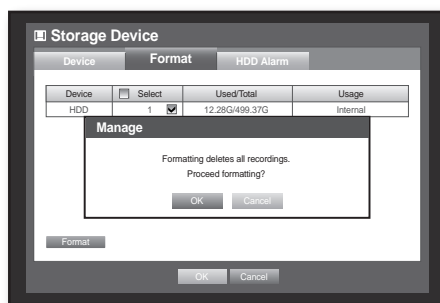 Storage Device
Device Format HDD Alarm
Device Select Used/Total Usage
HDD 1 12.28G/499.37G Internal
Manage
Formatting deletes all recordings.
Proceed formatting?
OK Cancel
Format
OK Cancel